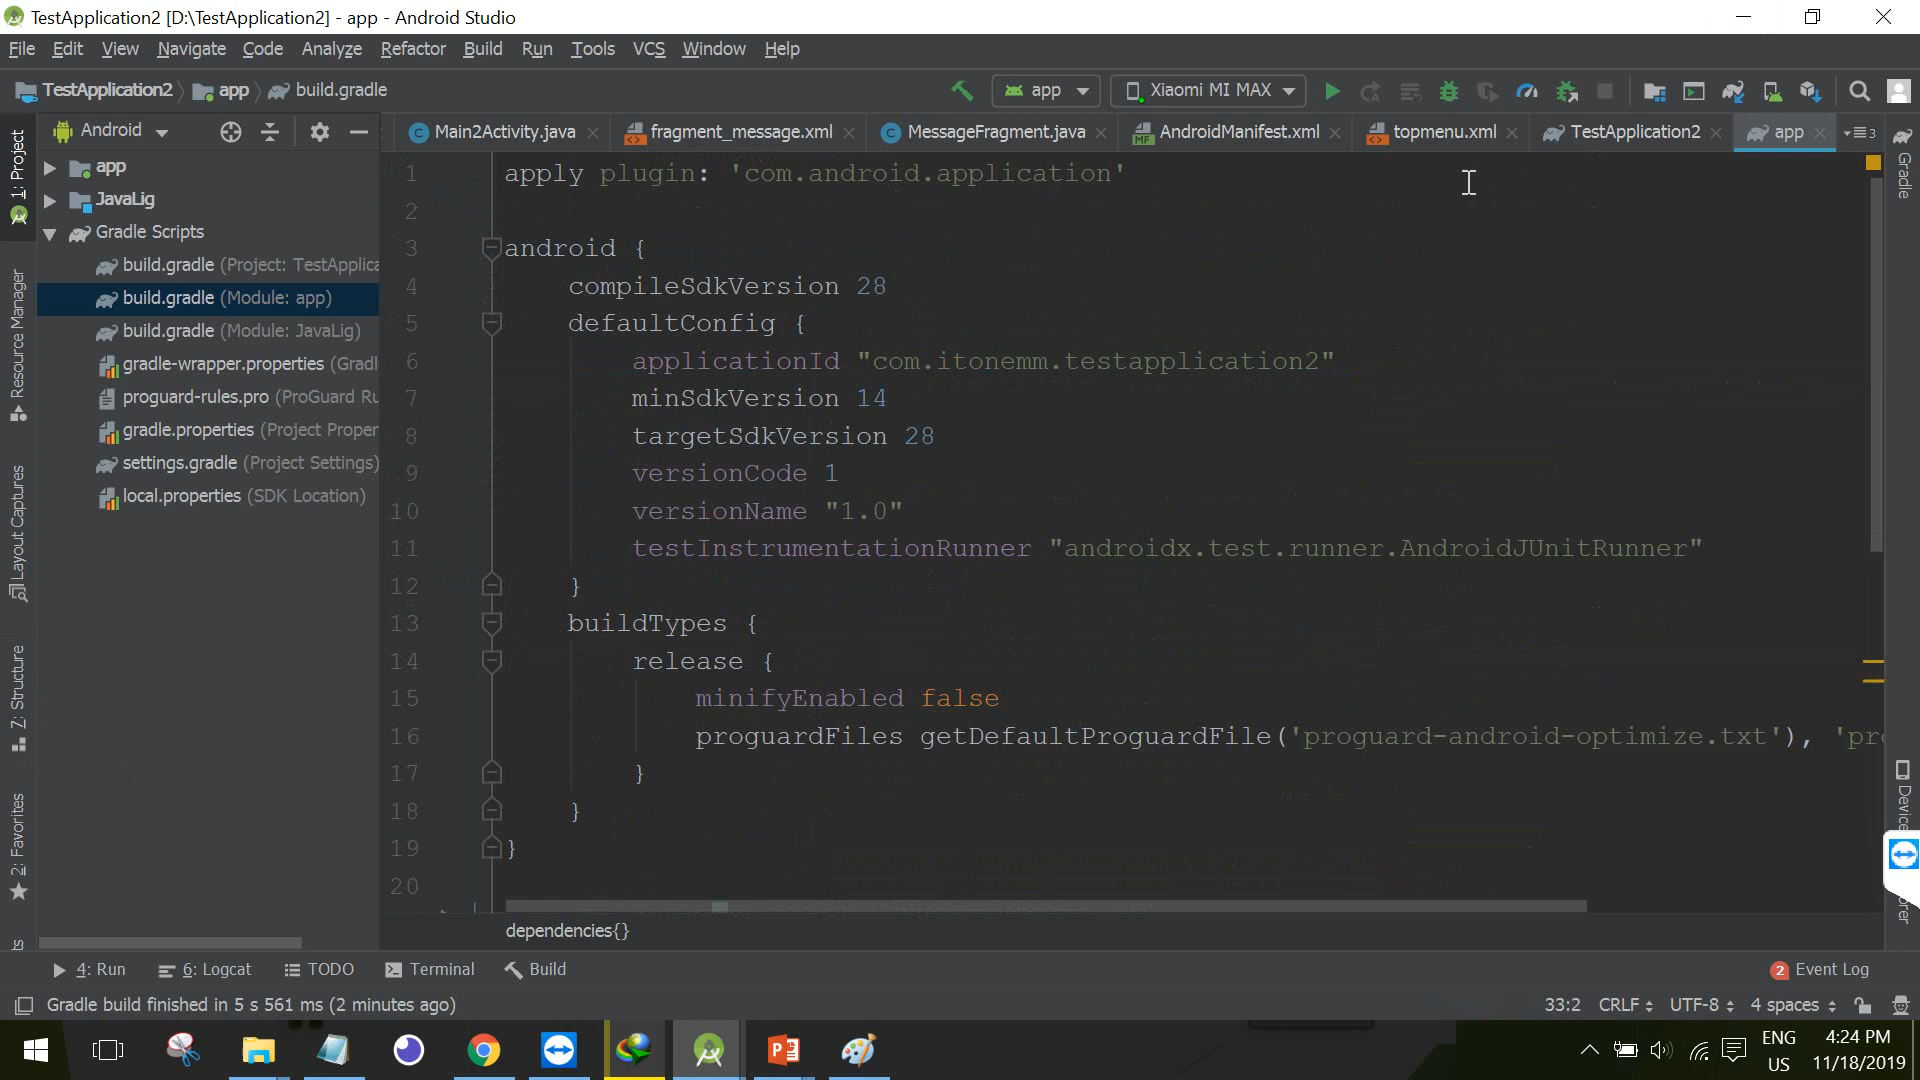 TestApplication2 [D:\TestApplication2] - app - Android Studio
File Edit View Navigate Code Analyze Refactor Build Run Tools VCS Window Help
TestApplication2 app build.gradle app Xiaomi MI MAX
Android Main2Activity.java fragment_message.xml MessageFragment.java AndroidManifest.xml topmenu.xml TestApplication2 app 3
1: Project
Resource Manager
Layout Captures
Z: Structure
2: Favorites
app
JavaLig
Gradle Scripts
build.gradle (Project: TestApplica
build.gradle (Module: app)
build.gradle (Module: JavaLig)
gradle-wrapper.properties (Gradl
proguard-rules.pro (ProGuard Ru
gradle.properties (Project Proper
settings.gradle (Project Settings)
local.properties (SDK Location)
1 apply plugin: 'com.android.application'
2
3 android {
4 compileSdkVersion 28
5 defaultConfig {
6 applicationId "com.itonemm.testapplication2"
7 minSdkVersion 14
8 targetSdkVersion 28
9 versionCode 1
10 versionName "1.0"
11 testInstrumentationRunner "androidx.test.runner.AndroidJUnitRunner"
12 }
13 buildTypes {
14 release {
15 minifyEnabled false
16 proguardFiles getDefaultProguardFile('proguard-android-optimize.txt'), 'pro
17 }
18 }
19 }
20
dependencies{}
Gradle
Device
orer
4: Run 6: Logcat TODO Terminal Build 2 Event Log
Gradle build finished in 5 s 561 ms (2 minutes ago) 33:2 CRLF UTF-8 4 spaces
ENG
US
4:24 PM
11/18/2019